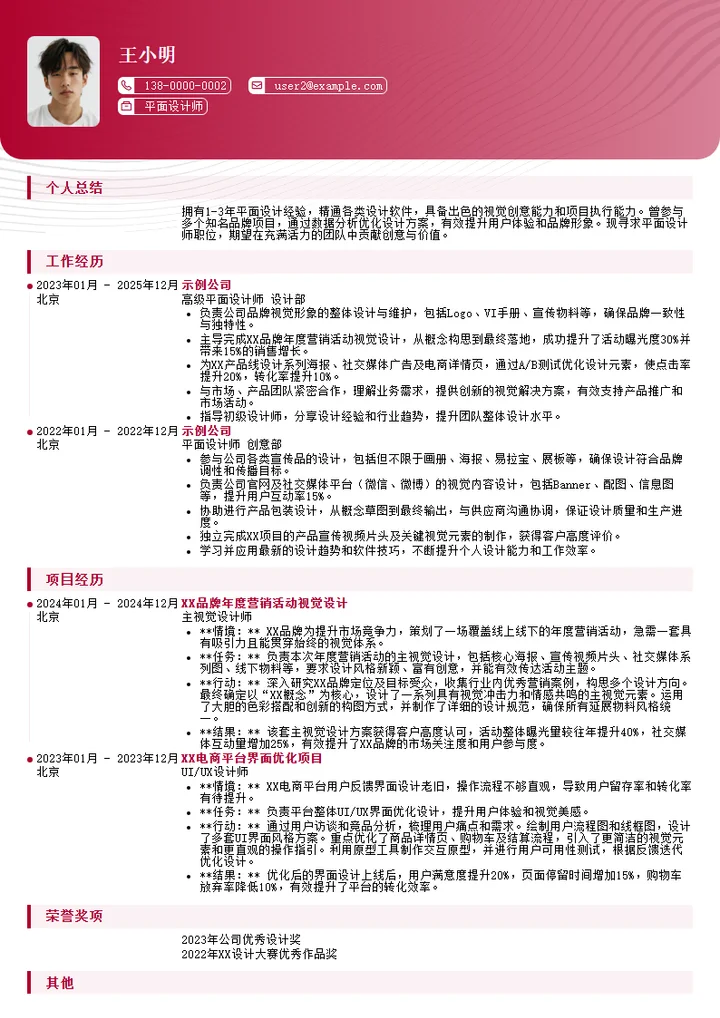 王小明
138-0000-0002
user2@example.com
平面设计师
个人总结
拥有1-3年平面设计经验，精通各类设计软件，具备出色的视觉创意能力和项目执行能力。曾参与
多个知名品牌项目，通过数据分析优化设计方案，有效提升用户体验和品牌形象。现寻求平面设计
师职位，期望在充满活力的团队中贡献创意与价值。
工作经历
2023年01月 - 2025年12月 示例公司
北京 高级平面设计师 设计部
• 负责公司品牌视觉形象的整体设计与维护，包括Logo、VI手册、宣传物料等，确保品牌一致性
与独特性。
• 主导完成XX品牌年度营销活动视觉设计，从概念构思到最终落地，成功提升了活动曝光度30%并
带来15%的销售增长。
• 为XX产品线设计系列海报、社交媒体广告及电商详情页，通过A/B测试优化设计元素，使点击率
提升20%，转化率提升10%。
• 与市场、产品团队紧密合作，理解业务需求，提供创新的视觉解决方案，有效支持产品推广和
市场活动。
• 指导初级设计师，分享设计经验和行业趋势，提升团队整体设计水平。
2022年01月 - 2022年12月 示例公司
北京 平面设计师 创意部
• 参与公司各类宣传品的设计，包括但不限于画册、海报、易拉宝、展板等，确保设计符合品牌
调性和传播目标。
• 负责公司官网及社交媒体平台（微信、微博）的视觉内容设计，包括Banner、配图、信息图
等，提升用户互动率15%。
• 协助进行产品包装设计，从概念草图到最终输出，与供应商沟通协调，保证设计质量和生产进
度。
• 独立完成XX项目的产品宣传视频片头及关键视觉元素的制作，获得客户高度评价。
• 学习并应用最新的设计趋势和软件技巧，不断提升个人设计能力和工作效率。
项目经历
2024年01月 - 2024年12月 XX品牌年度营销活动视觉设计
北京 主视觉设计师
• **情境：** XX品牌为提升市场竞争力，策划了一场覆盖线上线下的年度营销活动，急需一套具
有吸引力且能贯穿始终的视觉体系。
• **任务：** 负责本次年度营销活动的主视觉设计，包括核心海报、宣传视频片头、社交媒体系
列图、线下物料等，要求设计风格新颖、富有创意，并能有效传达活动主题。
• **行动：** 深入研究XX品牌定位及目标受众，收集行业内优秀营销案例，构思多个设计方向。
最终确定以“XX概念”为核心，设计了一系列具有视觉冲击力和情感共鸣的主视觉元素。运用
了大胆的色彩搭配和创新的构图方式，并制作了详细的设计规范，确保所有延展物料风格统
一。
• **结果：** 该套主视觉设计方案获得客户高度认可，活动整体曝光量较往年提升40%，社交媒
体互动量增加25%，有效提升了XX品牌的市场关注度和用户参与度。
2023年01月 - 2023年12月 XX电商平台界面优化项目
北京 UI/UX设计师
• **情境：** XX电商平台用户反馈界面设计老旧，操作流程不够直观，导致用户留存率和转化率
有待提升。
• **任务：** 负责平台整体UI/UX界面优化设计，提升用户体验和视觉美感。
• **行动：** 通过用户访谈和竞品分析，梳理用户痛点和需求。绘制用户流程图和线框图，设计
了多套UI界面风格方案。重点优化了商品详情页、购物车及结算流程，引入了更简洁的视觉元
素和更直观的操作指引。利用原型工具制作交互原型，并进行用户可用性测试，根据反馈迭代
优化设计。
• **结果：** 优化后的界面设计上线后，用户满意度提升20%，页面停留时间增加15%，购物车
放弃率降低10%，有效提升了平台的转化效率。
荣誉奖项
2023年公司优秀设计奖
2022年XX设计大赛优秀作品奖
其他